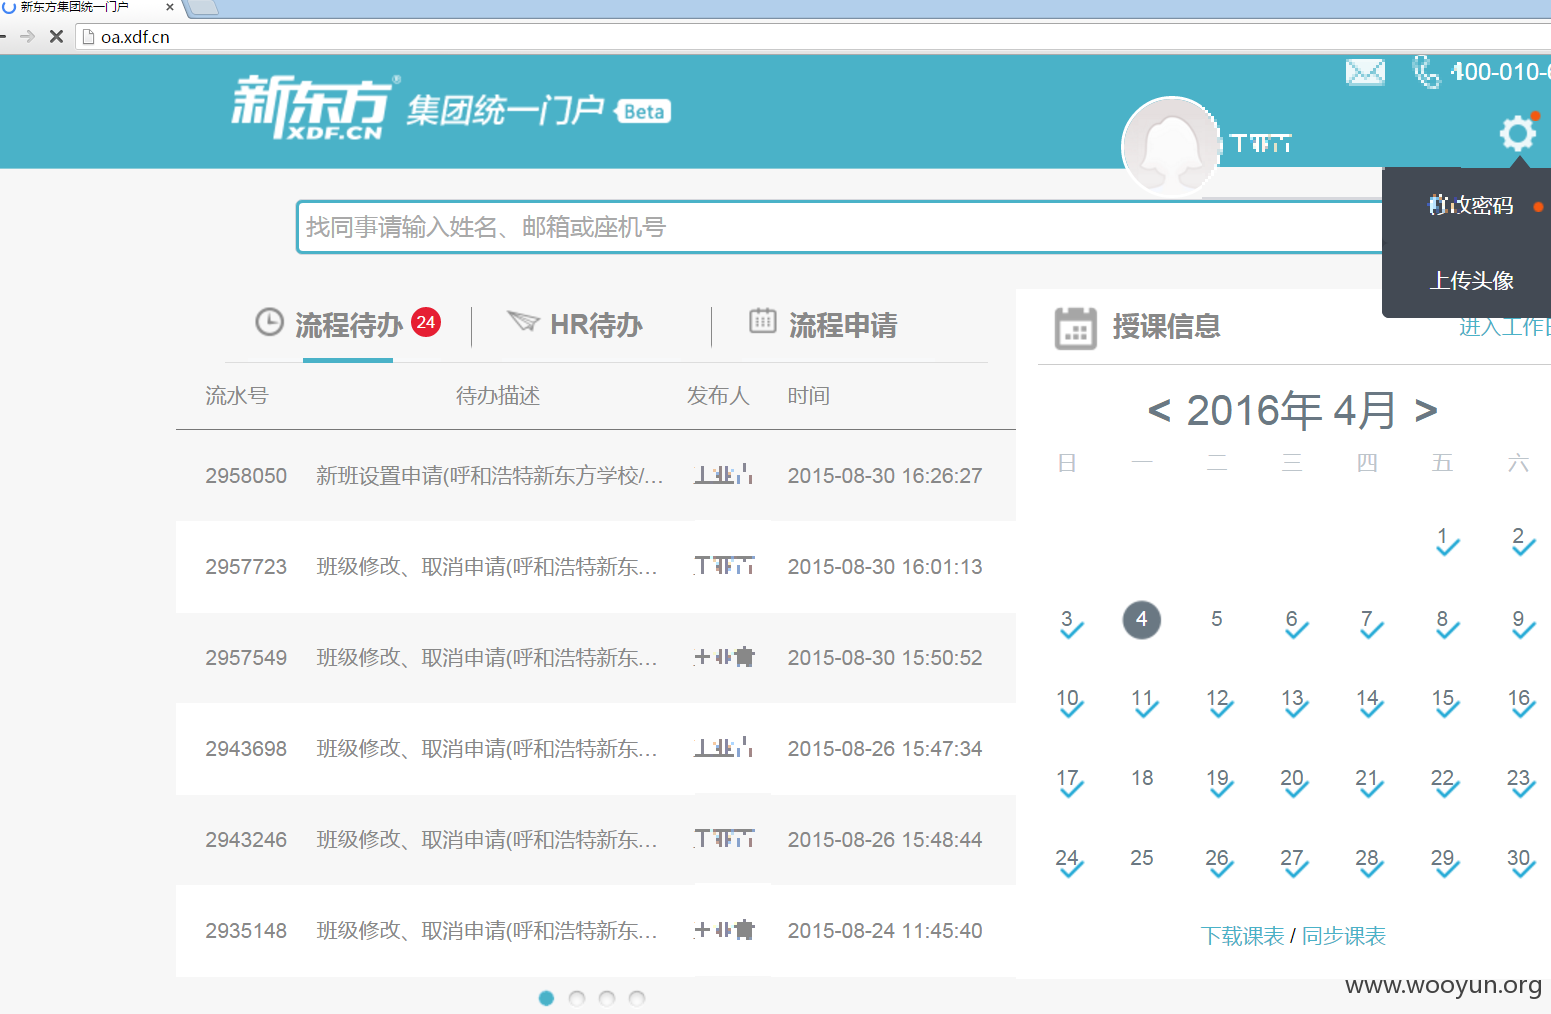 新东方集团统一门户
oa.xdf.cn
400-010-
新东方® XDF.CN 集团统一门户 Beta
改密码
上传头像
找同事请输入姓名、邮箱或座机号
流程待办 24 HR待办 流程申请
授课信息 进入工作
流水号 待办描述 发布人 时间
2958050 新班设置申请(呼和浩特新东方学校/... 2015-08-30 16:26:27
2957723 班级修改、取消申请(呼和浩特新东... 2015-08-30 16:01:13
2957549 班级修改、取消申请(呼和浩特新东... 2015-08-30 15:50:52
2943698 班级修改、取消申请(呼和浩特新东... 2015-08-26 15:47:34
2943246 班级修改、取消申请(呼和浩特新东... 2015-08-26 15:48:44
2935148 班级修改、取消申请(呼和浩特新东... 2015-08-24 11:45:40
< 2016年 4月 >
日 一 二 三 四 五 六
1 2
3 4 5 6 7 8 9
10 11 12 13 14 15 16
17 18 19 20 21 22 23
24 25 26 27 28 29 30
下载课表 / 同步课表
www.wooyun.org